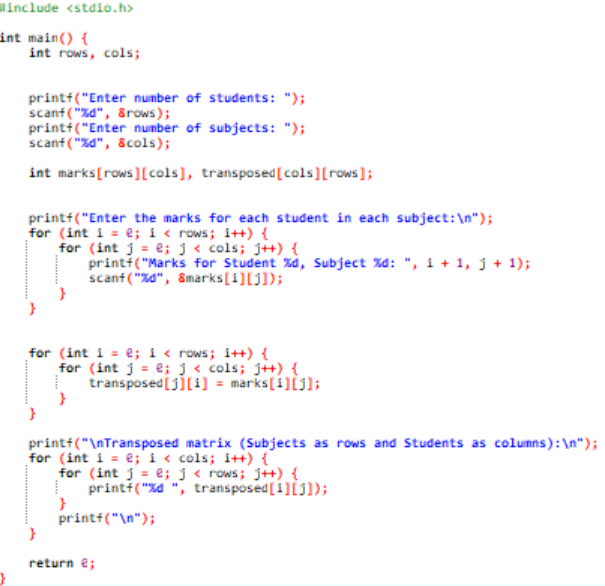 #include <stdio.h>
int main() {
int rows, cols;
printf("Enter number of students: ");
scanf("%d", &rows);
printf("Enter number of subjects: ");
scanf("%d", &cols);
int marks[rows][cols], transposed[cols][rows];
printf("Enter the marks for each student in each subject:\n");
for (int i = 0; i < rows; i++) {
for (int j = 0; j < cols; j++) {
printf("Marks for Student %d, Subject %d: ", i + 1, j + 1);
scanf("%d", &marks[i][j]);
}
}
for (int i = 0; i < rows; i++) {
for (int j = 0; j < cols; j++) {
transposed[j][i] = marks[i][j];
}
}
printf("\nTransposed matrix (Subjects as rows and Students as columns):\n");
for (int i = 0; i < cols; i++) {
for (int j = 0; j < rows; j++) {
printf("%d ", transposed[i][j]);
}
printf("\n");
}
return 0;
}